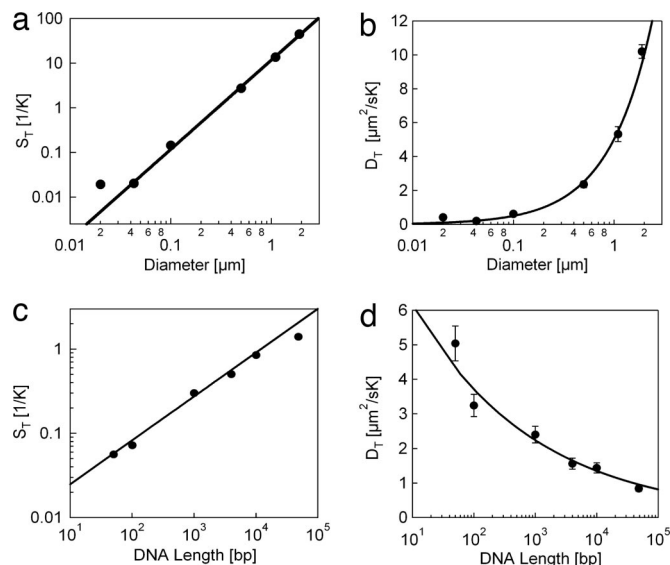 a
100
10
1
0.1
0.01
S_T [1/K]
0.01 2 4 6 8 0.1 2 4 6 8 1 2
Diameter [µm]
b
12
10
8
6
4
2
0
D_T [µm²/sK]
0.01 2 4 6 8 0.1 2 4 6 8 1 2
Diameter [µm]
c
1
0.1
0.01
S_T [1/K]
10¹ 10² 10³ 10⁴ 10⁵
DNA Length [bp]
d
6
5
4
3
2
1
0
D_T [µm²/sK]
10¹ 10² 10³ 10⁴ 10⁵
DNA Length [bp]